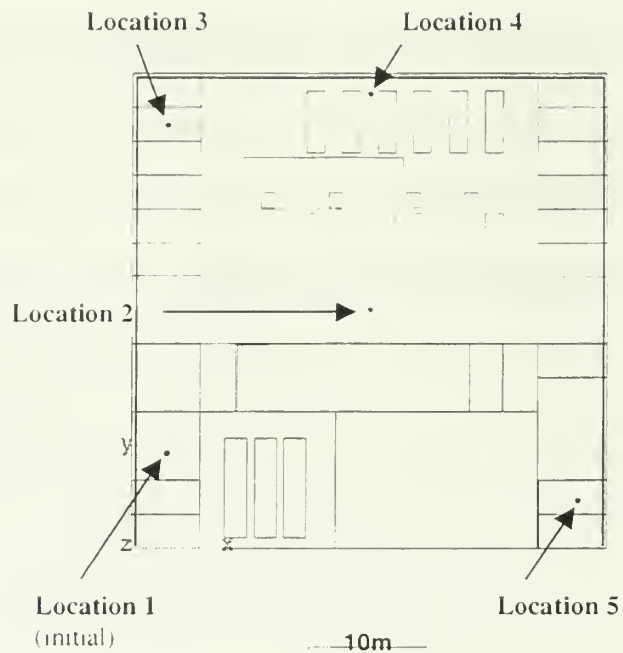 Location 3
Location 4
Location 2
y
z
x
Location 1
(initial)
Location 5
10m